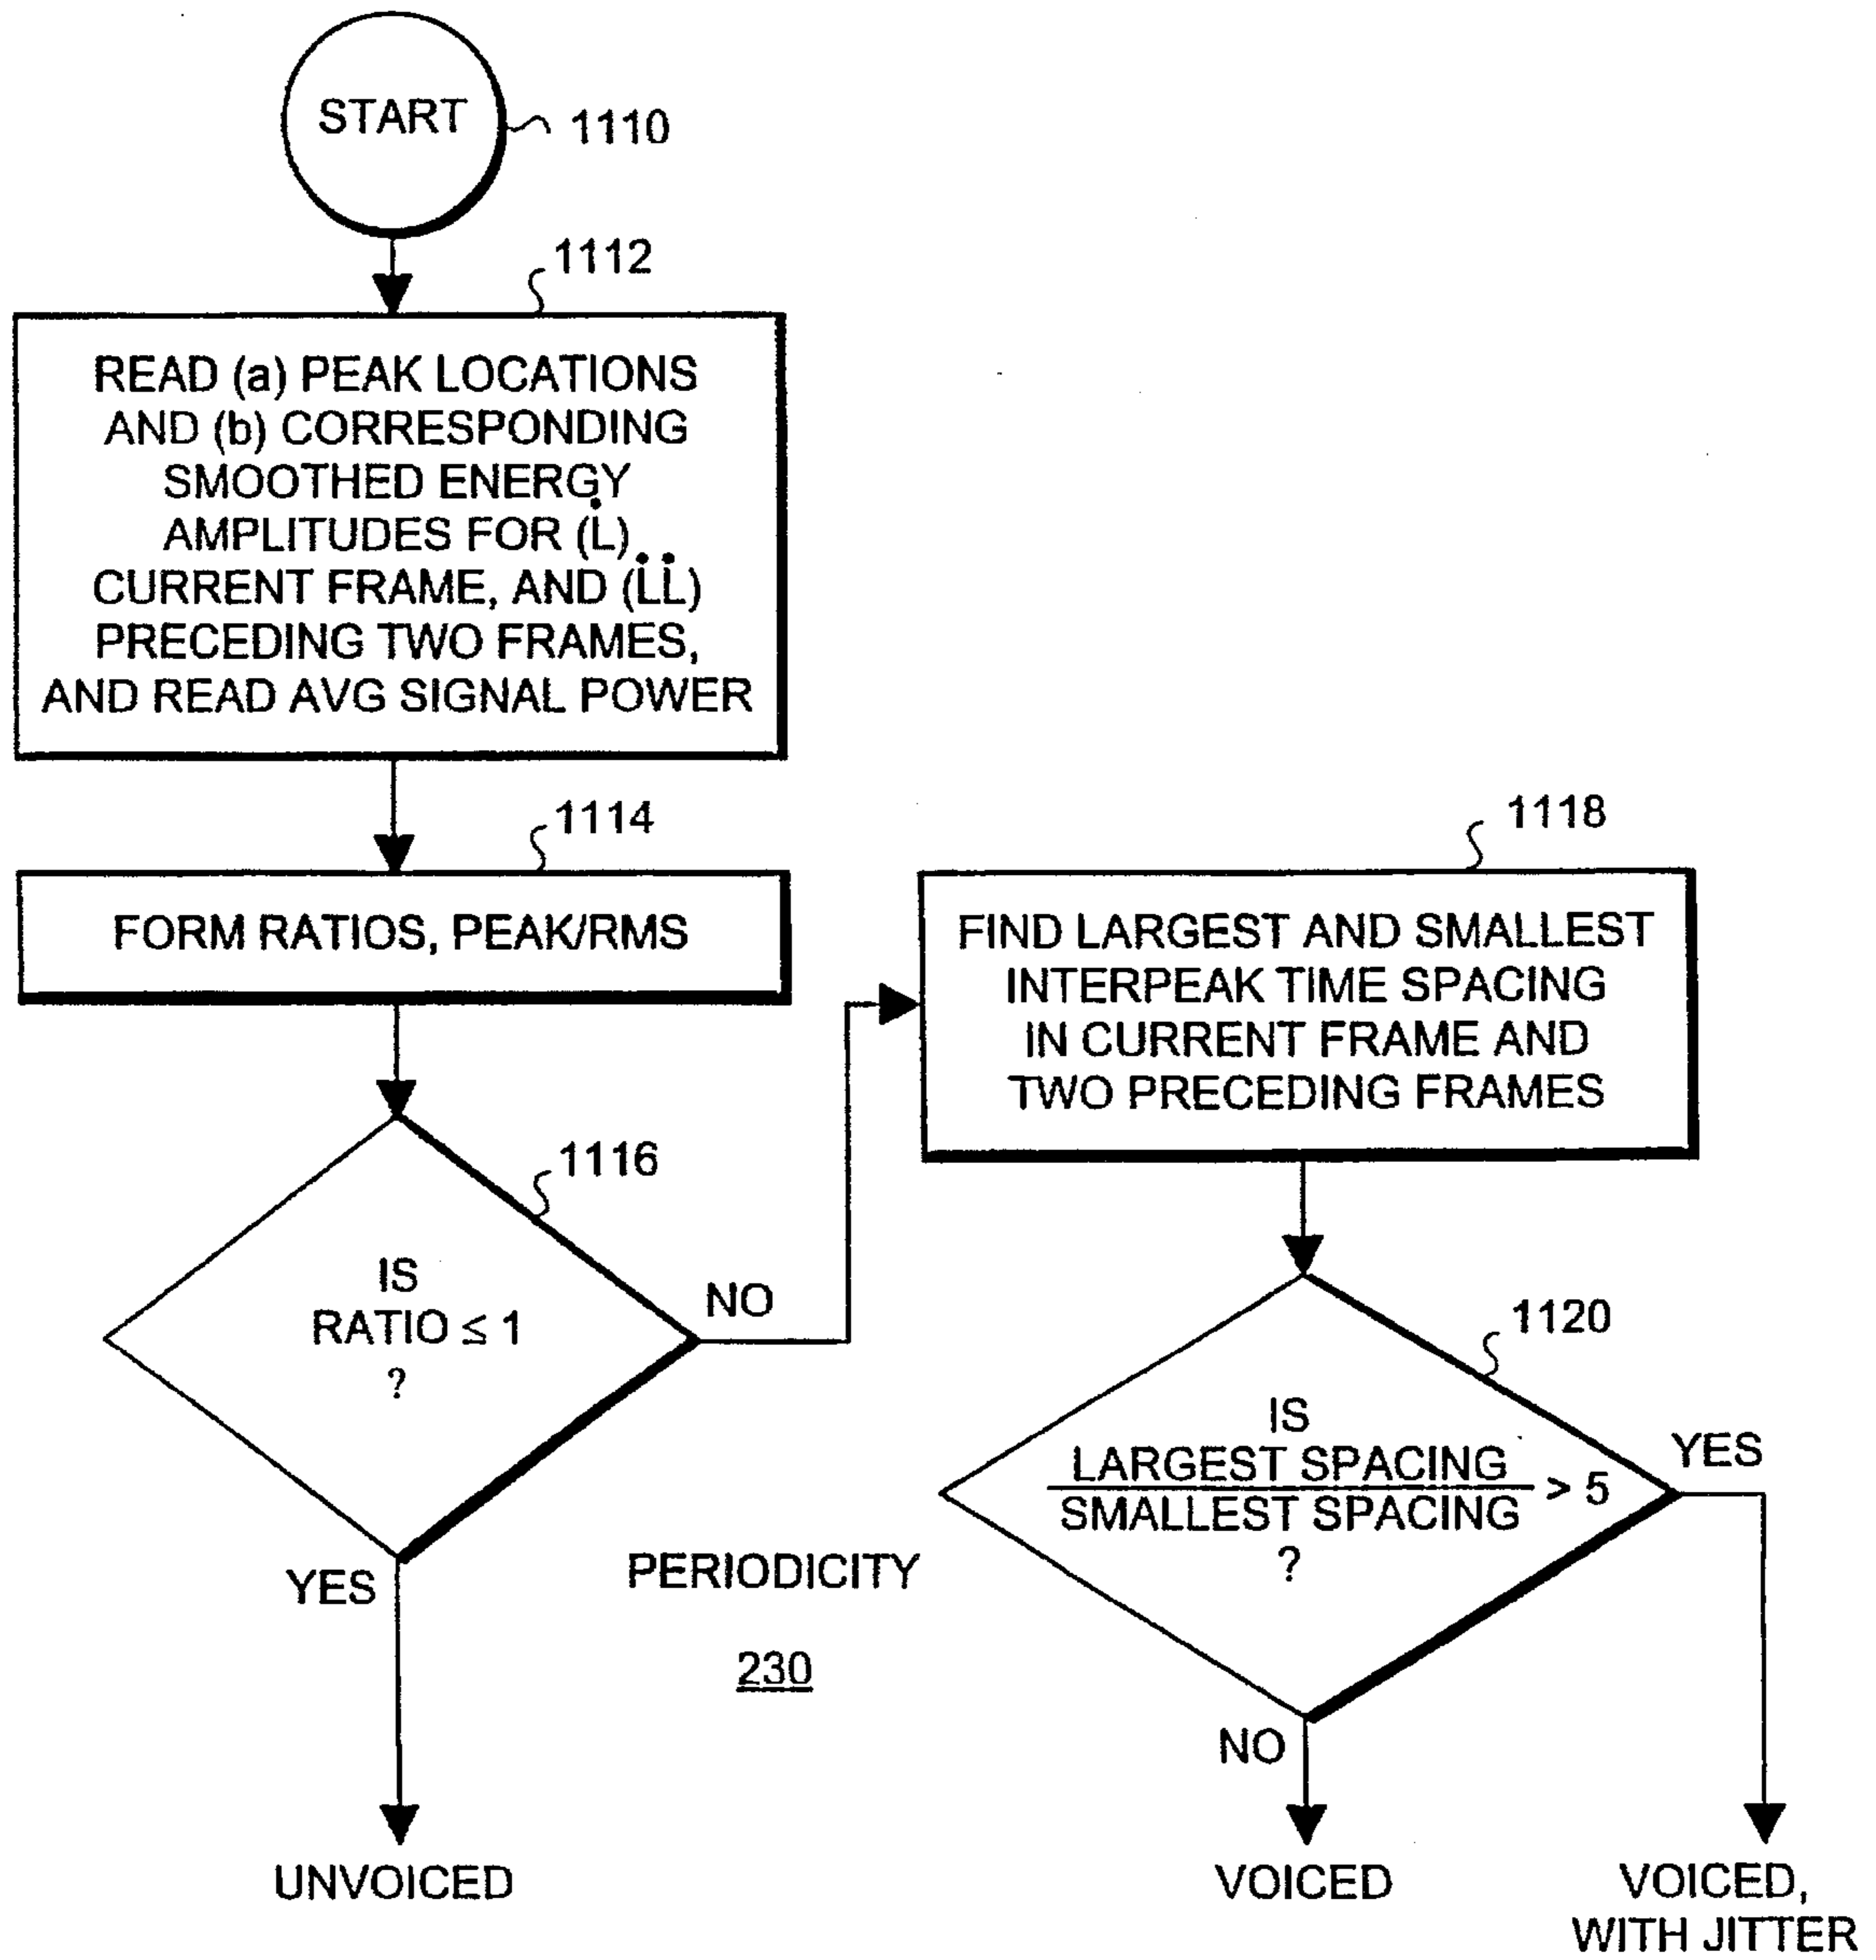 START
1110
1112
READ (a) PEAK LOCATIONS
AND (b) CORRESPONDING
SMOOTHED ENERGY
AMPLITUDES FOR (L̇)
CURRENT FRAME, AND (L̇L̇)
PRECEDING TWO FRAMES,
AND READ AVG SIGNAL POWER
1114
FORM RATIOS, PEAK/RMS
1116
IS
RATIO ≤ 1
?
NO
YES
UNVOICED
PERIODICITY
230
1118
FIND LARGEST AND SMALLEST
INTERPEAK TIME SPACING
IN CURRENT FRAME AND
TWO PRECEDING FRAMES
1120
IS
LARGEST SPACING
SMALLEST SPACING
> 5
?
YES
NO
VOICED
VOICED,
WITH JITTER